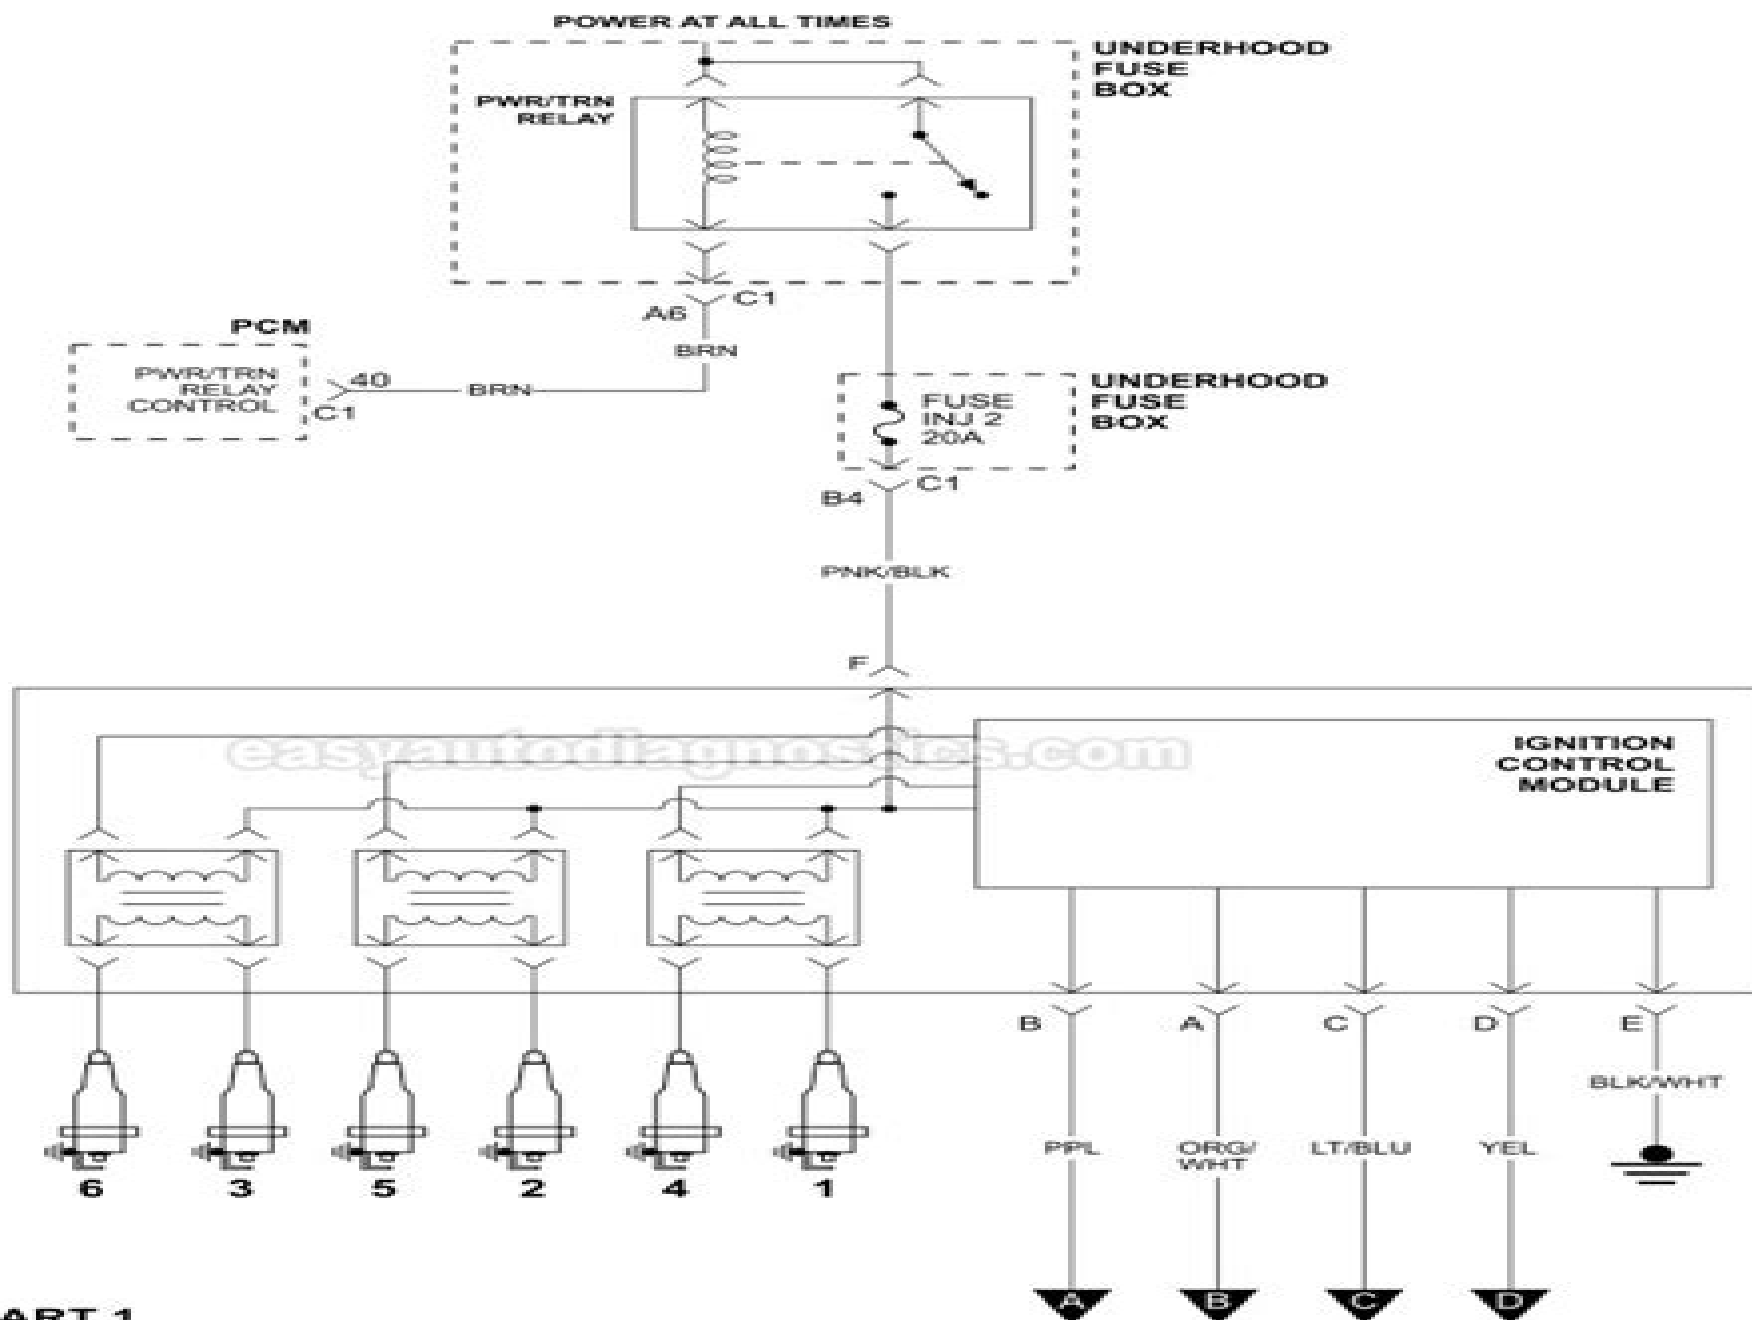 POWER AT ALL TIMES
UNDERHOOD
FUSE
BOX
PWR/TRN
RELAY
C1
A6
BRN
PCM
PWR/TRN
RELAY
CONTROL
40
C1
BRN
UNDERHOOD
FUSE
BOX
FUSE
INJ 2
20A
C1
B4
PNK/BLK
F
easyautodiagnostics.com
IGNITION
CONTROL
MODULE
B A C D E
BLK/WHT
PPL ORG/ LT/BLU YEL
WHT
6 3 5 2 4 1
A B C D
ART 1